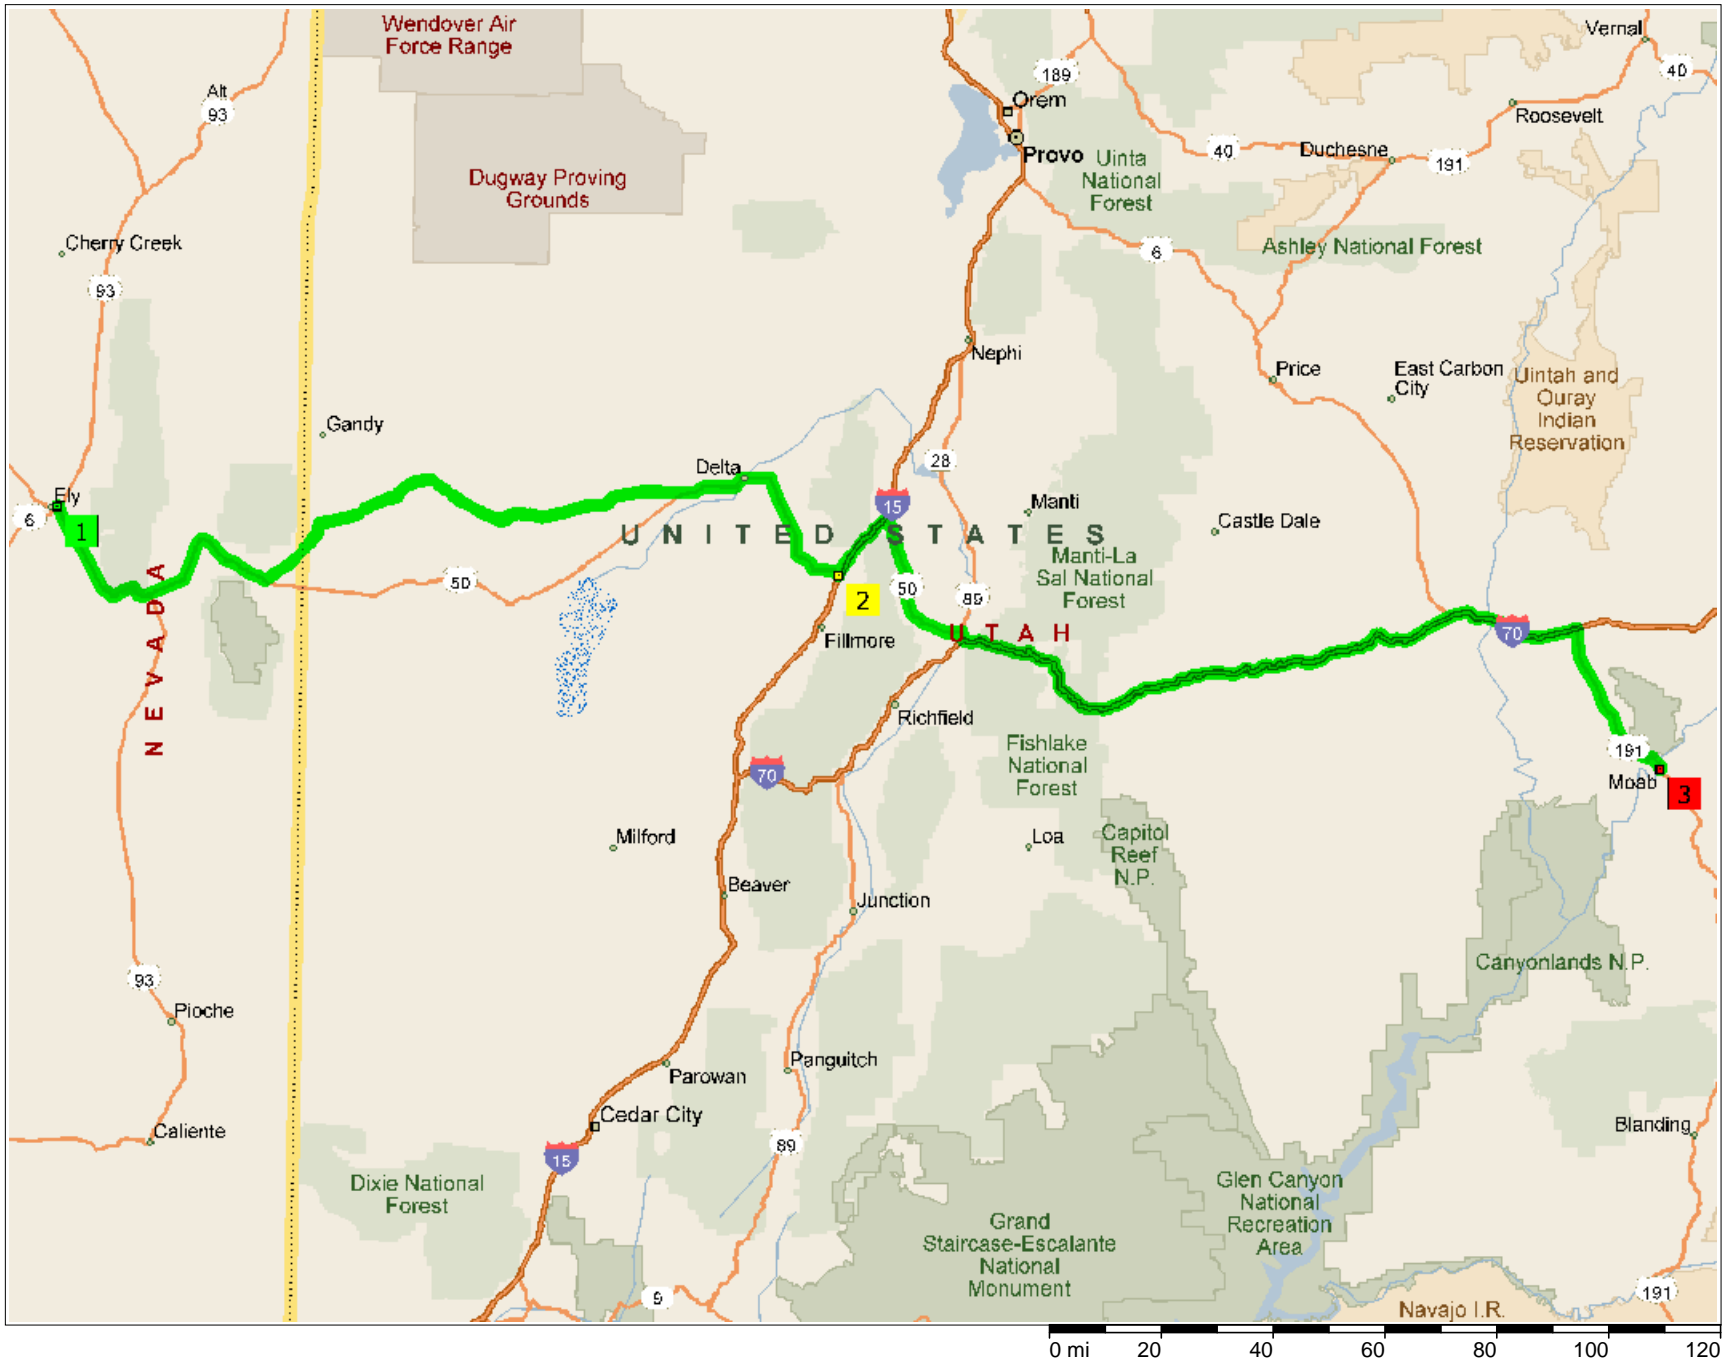 Wendover Air
Force Range
Vernal
40
189
Alt
93
Orem
Roosevelt
Provo
Uinta
National
Forest
40
Duchesne
191
Dugway Proving
Grounds
Cherry Creek
6
Ashley National Forest
93
Nephi
Price
East Carbon
City
Uintah and
Ouray
Indian
Reservation
Gandy
Delta
28
Ely
6
1
15
Manti
Castle Dale
UNITED STATES
Manti-La
Sal National
Forest
NEVADA
50
50
89
2
Fillmore
UTAH
70
Richfield
191
Moab
3
Fishlake
National
Forest
70
Milford
Loa
Capitol
Reef
N.P.
Beaver
Junction
93
Canyonlands N.P.
Pioche
Parowan
Panguitch
Cedar City
Caliente
89
Blanding
15
Dixie National
Forest
Glen Canyon
National
Recreation
Area
Grand
Staircase-Escalante
National
Monument
9
191
Navajo I.R.
0 mi 20 40 60 80 100 120